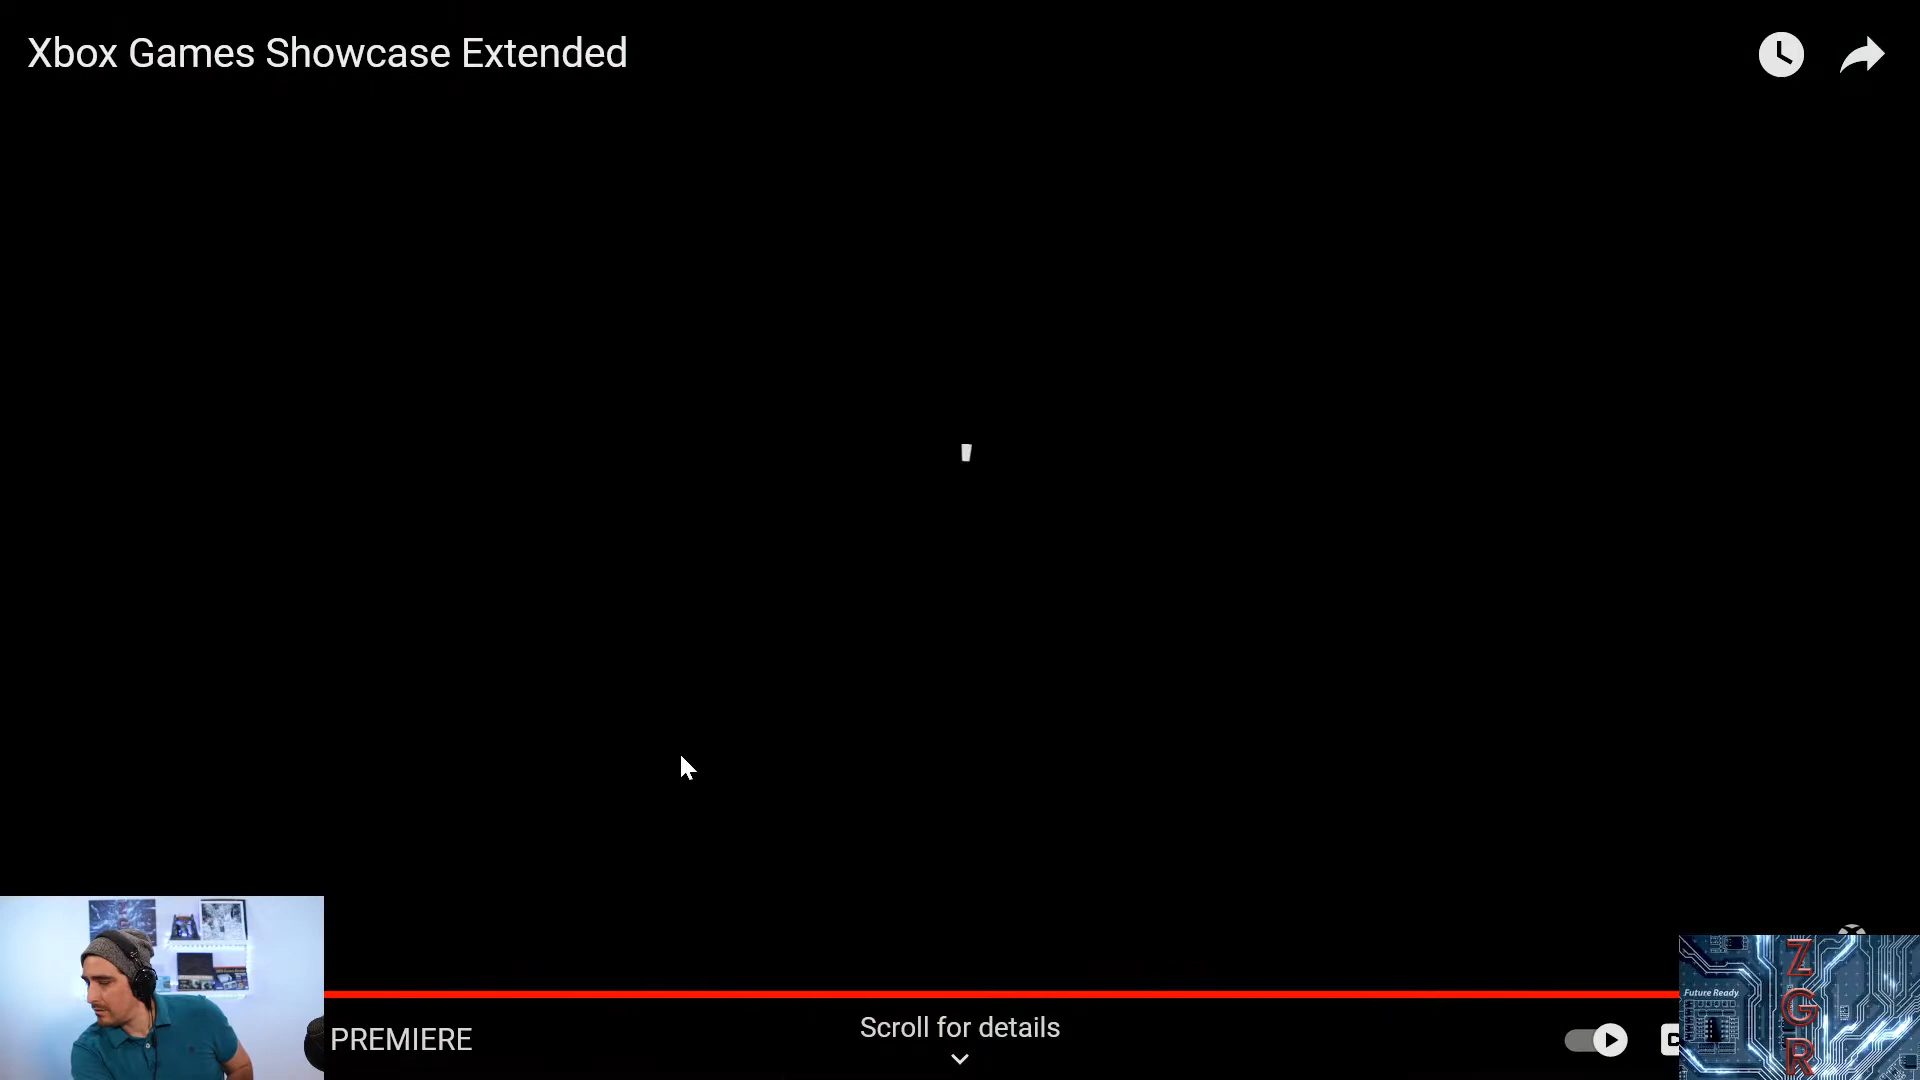 Xbox Games Showcase Extended
PREMIERE
Scroll for details
Future Ready
Z
G
R